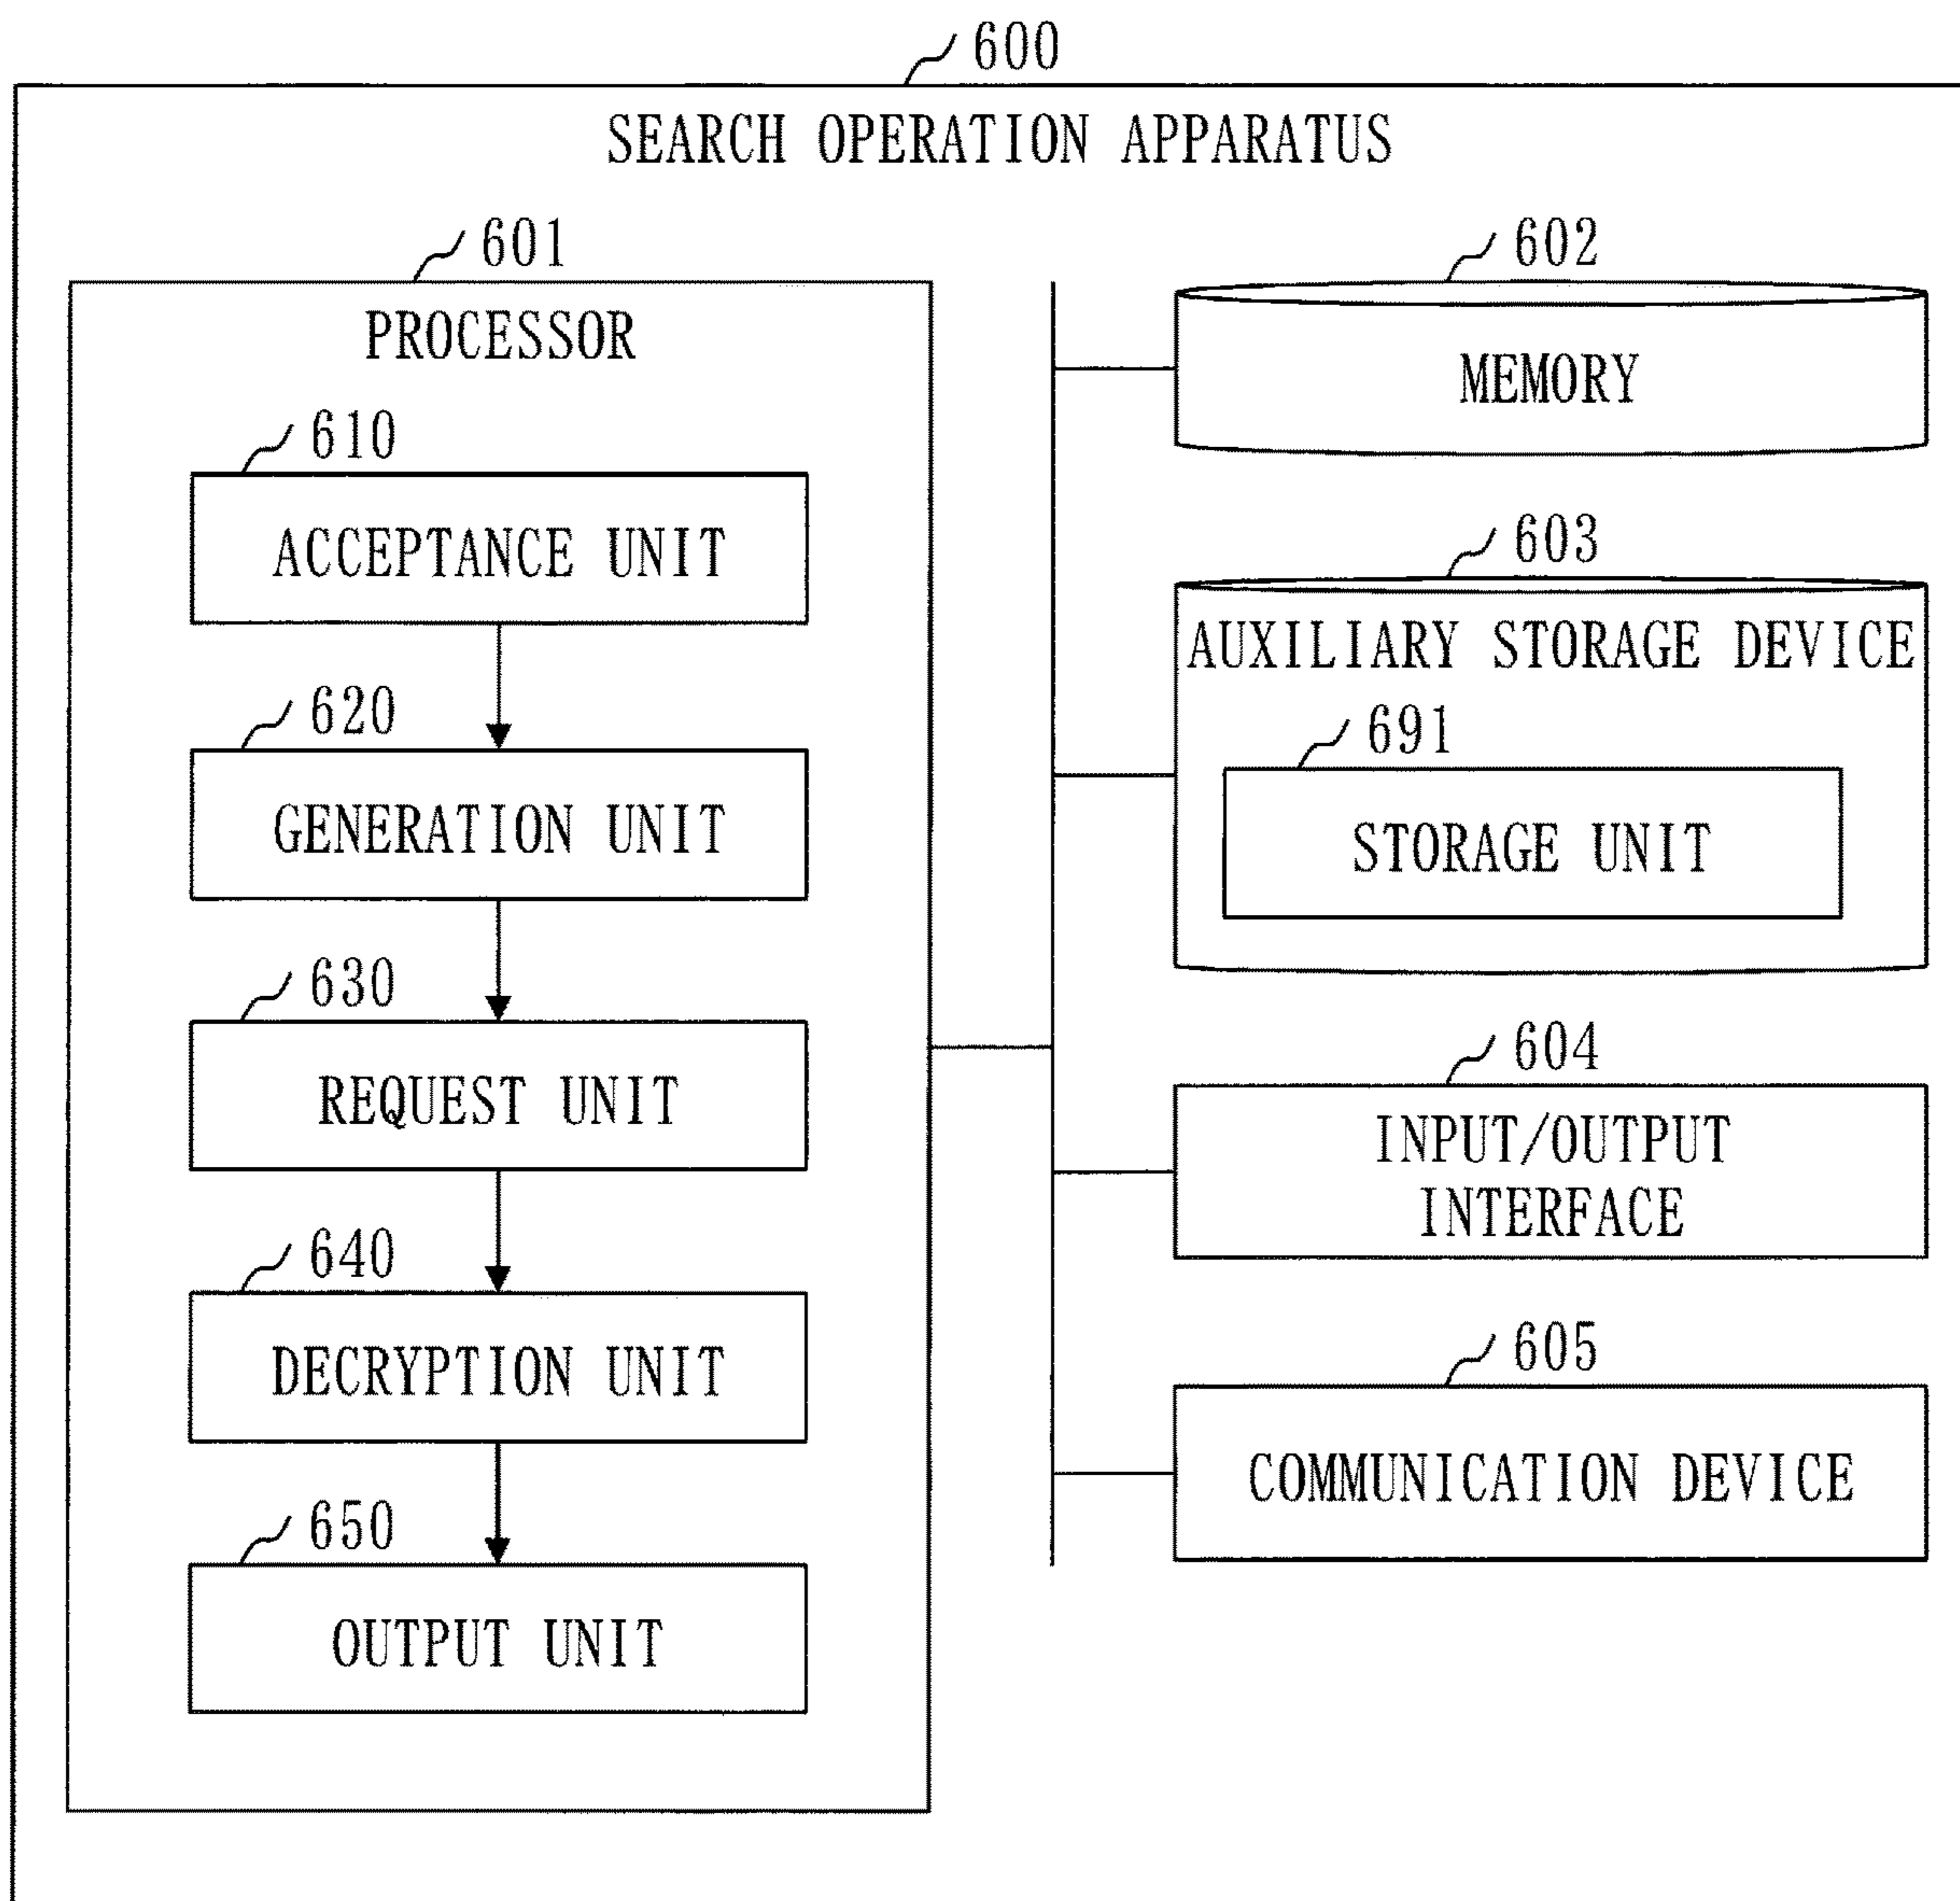 600
SEARCH OPERATION APPARATUS
601
PROCESSOR
610
ACCEPTANCE UNIT
620
GENERATION UNIT
630
REQUEST UNIT
640
DECRYPTION UNIT
650
OUTPUT UNIT
602
MEMORY
603
AUXILIARY STORAGE DEVICE
691
STORAGE UNIT
604
INPUT/OUTPUT
INTERFACE
605
COMMUNICATION DEVICE